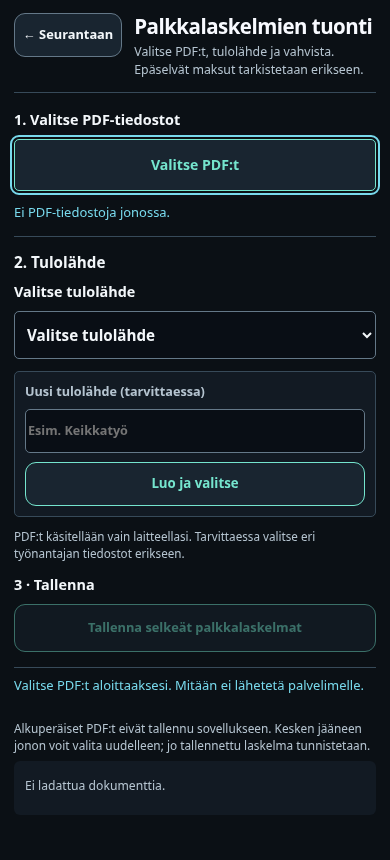 ← Seurantaan
Palkkalaskelmien tuonti
Valitse PDF:t, tulolähde ja vahvista.
Epäselvät maksut tarkistetaan erikseen.
1. Valitse PDF-tiedostot
Valitse PDF:t
Ei PDF-tiedostoja jonossa.
2. Tulolähde
Valitse tulolähde
Valitse tulolähde
Uusi tulolähde (tarvittaessa)
Esim. Keikkatyö
Luo ja valitse
PDF:t käsitellään vain laitteellasi. Tarvittaessa valitse eri
työnantajan tiedostot erikseen.
3 · Tallenna
Tallenna selkeät palkkalaskelmat
Valitse PDF:t aloittaaksesi. Mitään ei lähetetä palvelimelle.
Alkuperäiset PDF:t eivät tallennu sovellukseen. Kesken jääneen
jonon voit valita uudelleen; jo tallennettu laskelma tunnistetaan.
Ei ladattua dokumenttia.